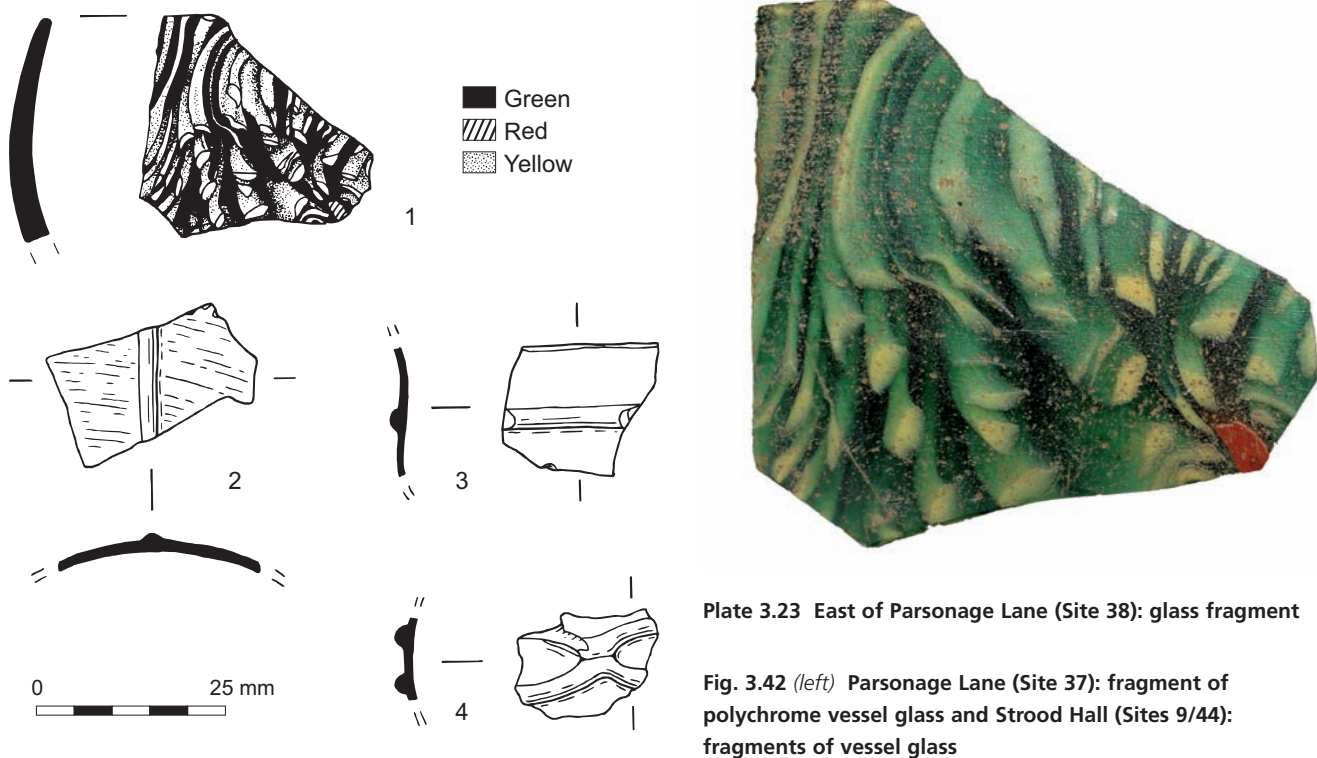 Green
Red
Yellow
1
2
3
4
0 25 mm
Plate 3.23 East of Parsonage Lane (Site 38): glass fragment
Fig. 3.42 (left) Parsonage Lane (Site 37): fragment of
polychrome vessel glass and Strood Hall (Sites 9/44):
fragments of vessel glass